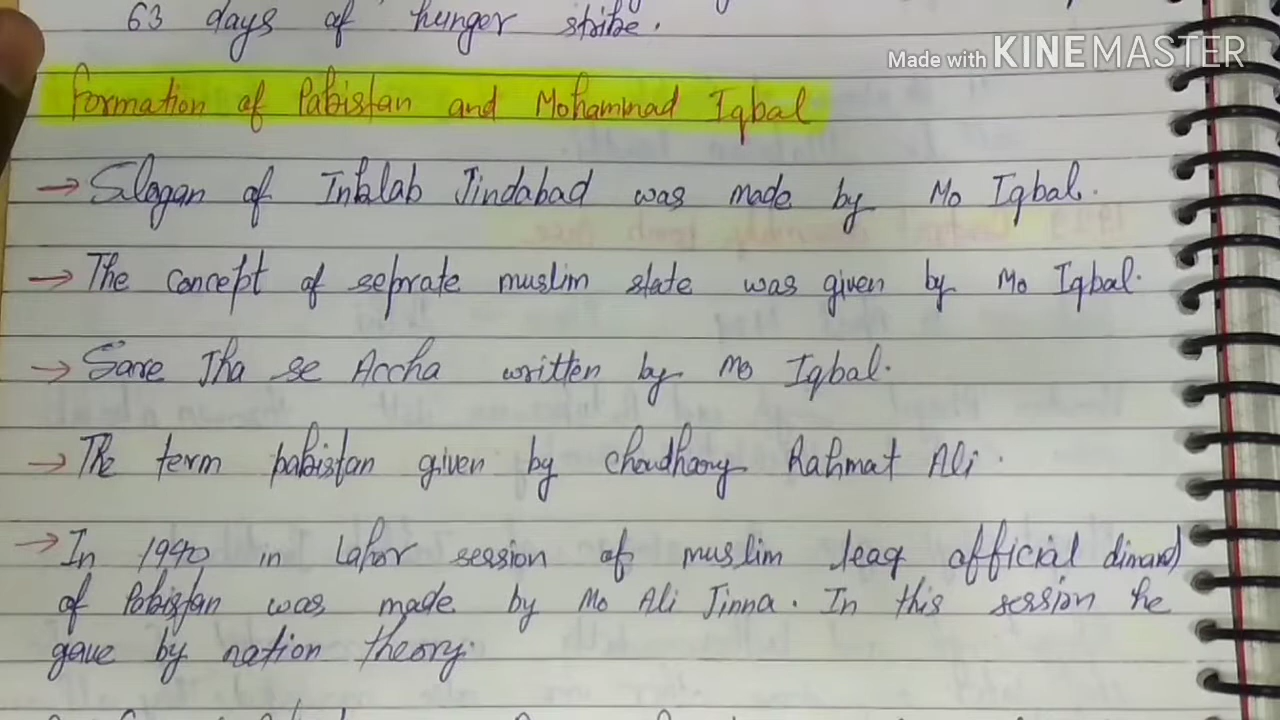 63 days of hunger strike.
Made with KINEMASTER
Formation of Pakistan and Mohammad Iqbal
→ Slogan of Inkalab Jindabad was made by Mo Iqbal.
→ The concept of seprate muslim state was given by Mo Iqbal.
→ Sare Jha se Accha written by Mo Iqbal.
→ The term pakistan given by choudhary Rahmat Ali.
→ In 1940 in Lahor session of muslim leag official dimand
of Pakistan was made by Mo Ali Jinna. In this session he
gave by nation theory.